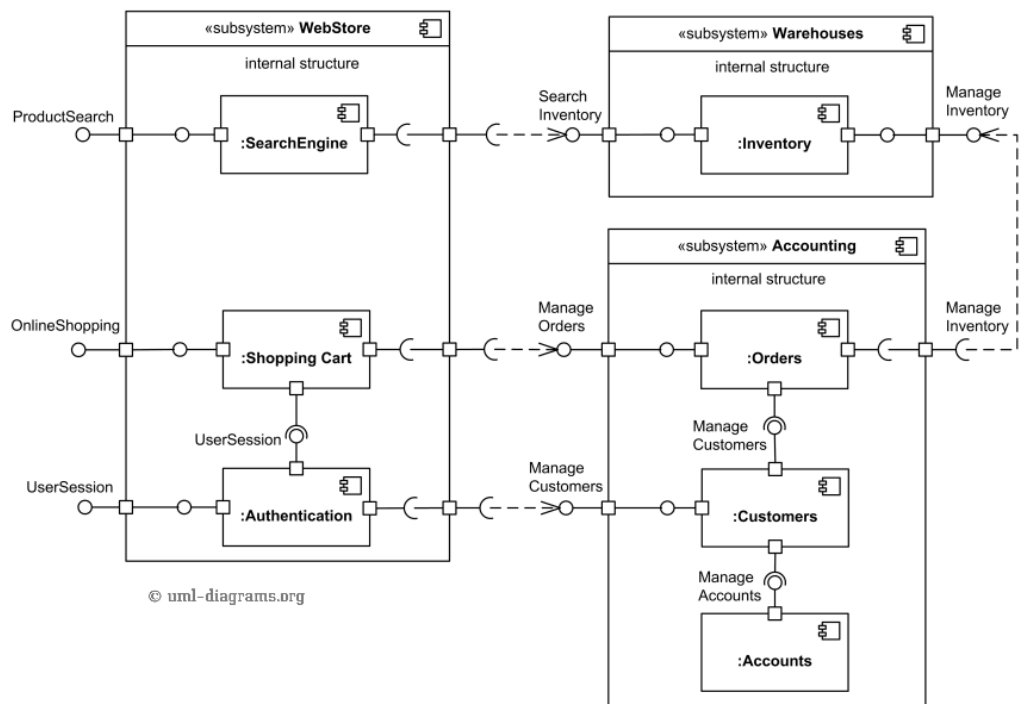 «subsystem» WebStore
internal structure
ProductSearch
:SearchEngine
OnlineShopping
:Shopping Cart
UserSession
UserSession
:Authentication
© uml-diagrams.org
«subsystem» Warehouses
internal structure
Search
Inventory
:Inventory
Manage
Inventory
«subsystem» Accounting
internal structure
Manage
Orders
:Orders
Manage
Inventory
Manage
Customers
Manage
Customers
:Customers
Manage
Accounts
:Accounts